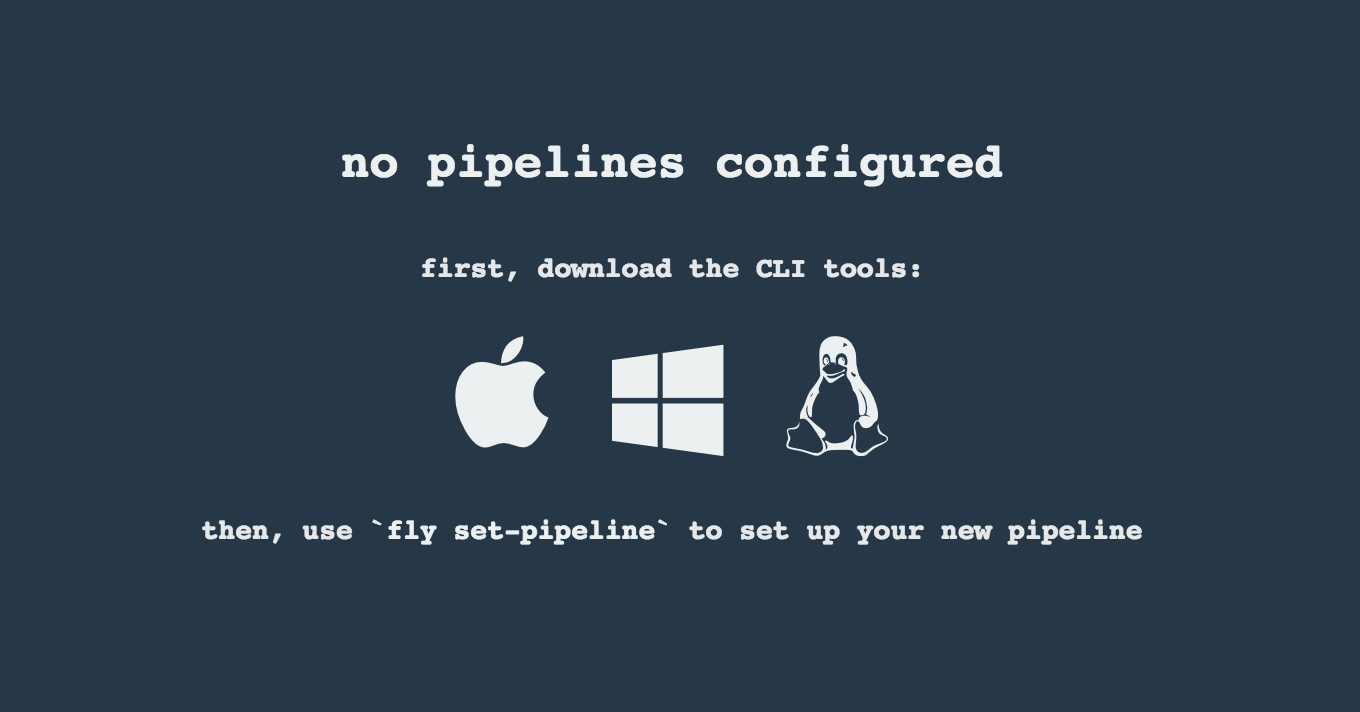 no pipelines configured
first, download the CLI tools:
then, use `fly set-pipeline` to set up your new pipeline